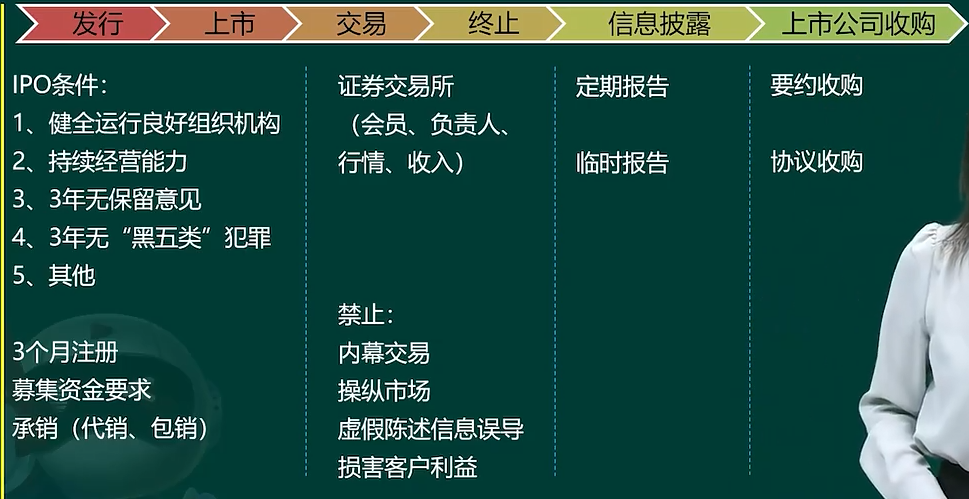 发行 上市 交易 终止 信息披露 上市公司收购
IPO条件：
1、健全运行良好组织机构
2、持续经营能力
3、3年无保留意见
4、3年无“黑五类”犯罪
5、其他
3个月注册
募集资金要求
承销（代销、包销）
证券交易所
（会员、负责人、
行情、收入）
禁止：
内幕交易
操纵市场
虚假陈述信息误导
损害客户利益
定期报告
临时报告
要约收购
协议收购